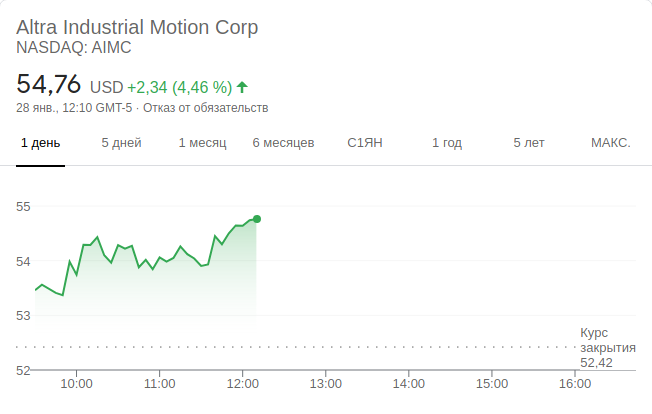 Altra Industrial Motion Corp
NASDAQ: AIMC
54,76 USD +2,34 (4,46 %)
28 янв., 12:10 GMT-5 · Отказ от обязательств
1 день 5 дней 1 месяц 6 месяцев С1ЯН 1 год 5 лет МАКС.
55
54
53
Курс
закрытия
52,42
52
10:00 11:00 12:00 13:00 14:00 15:00 16:00